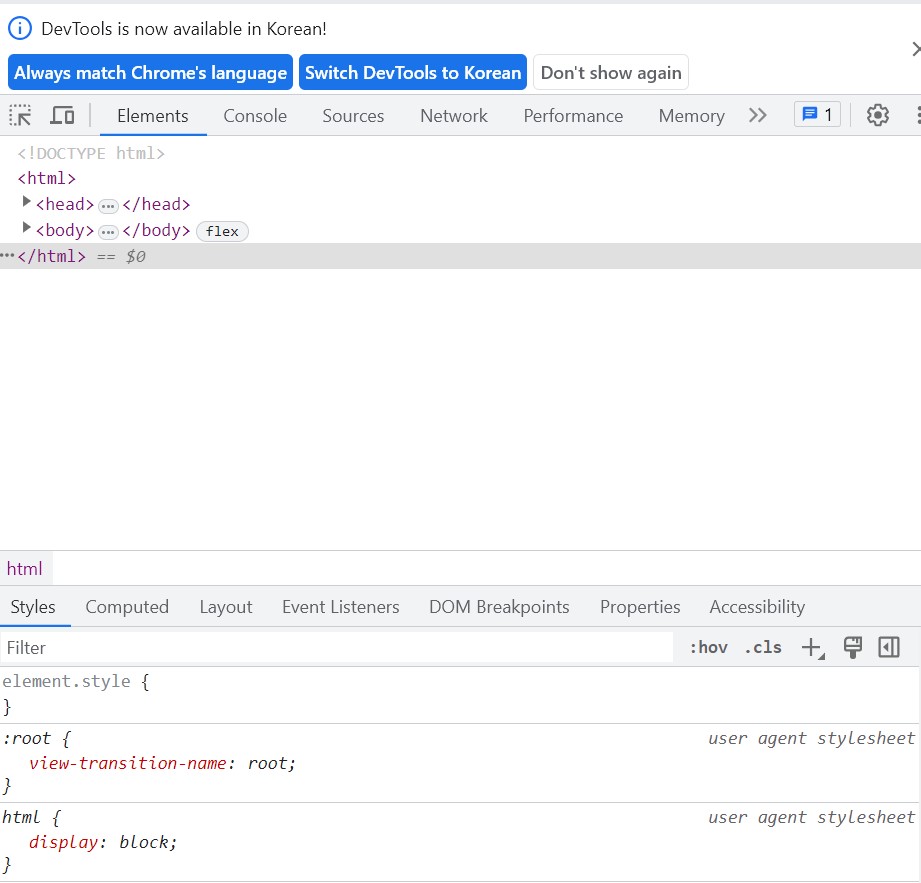 DevTools is now available in Korean!
Always match Chrome's language Switch DevTools to Korean Don't show again
Elements Console Sources Network Performance Memory 1
<!DOCTYPE html>
<html>
<head> … </head>
<body> … </body> flex
… </html> == $0
html
Styles Computed Layout Event Listeners DOM Breakpoints Properties Accessibility
Filter :hov .cls
element.style {
}
:root { user agent stylesheet
view-transition-name: root;
}
html { user agent stylesheet
display: block;
}